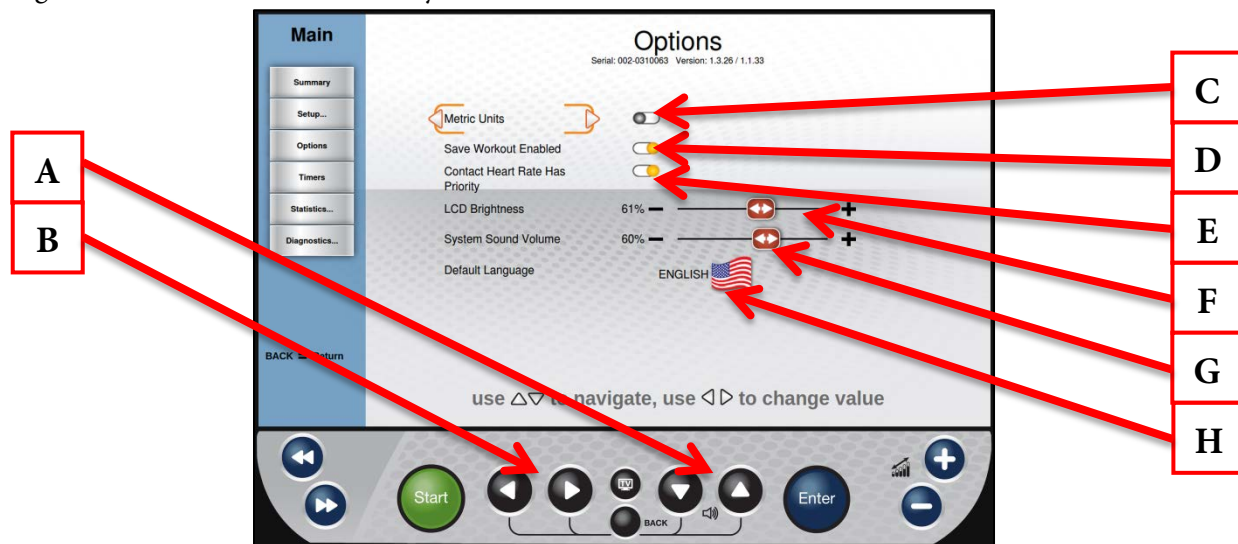 Main
Options
Serial: 002-0310063 Version: 1.3.26 / 1.1.33
Summary
Setup...
Options
Timers
Statistics...
Diagnostics...
BACK = Return
Metric Units
Save Workout Enabled
Contact Heart Rate Has
Priority
LCD Brightness 61%
System Sound Volume 60%
Default Language ENGLISH
use △▽ to navigate, use ◁ ▷ to change value
Start
TV
BACK
Enter
A
B
C
D
E
F
G
H